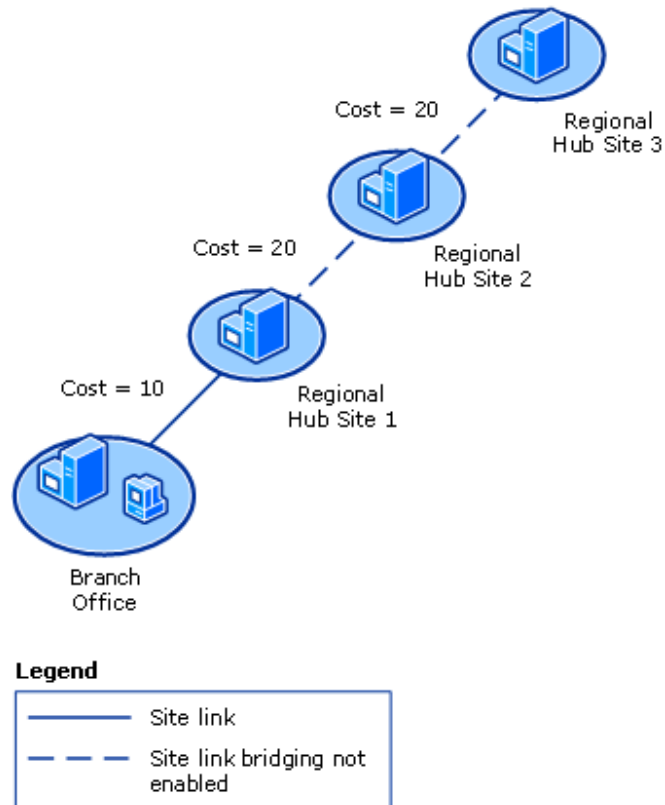 Cost = 20
Regional
Hub Site 3
Cost = 20
Regional
Hub Site 2
Cost = 10
Regional
Hub Site 1
Branch
Office
Legend
Site link
Site link bridging not
enabled